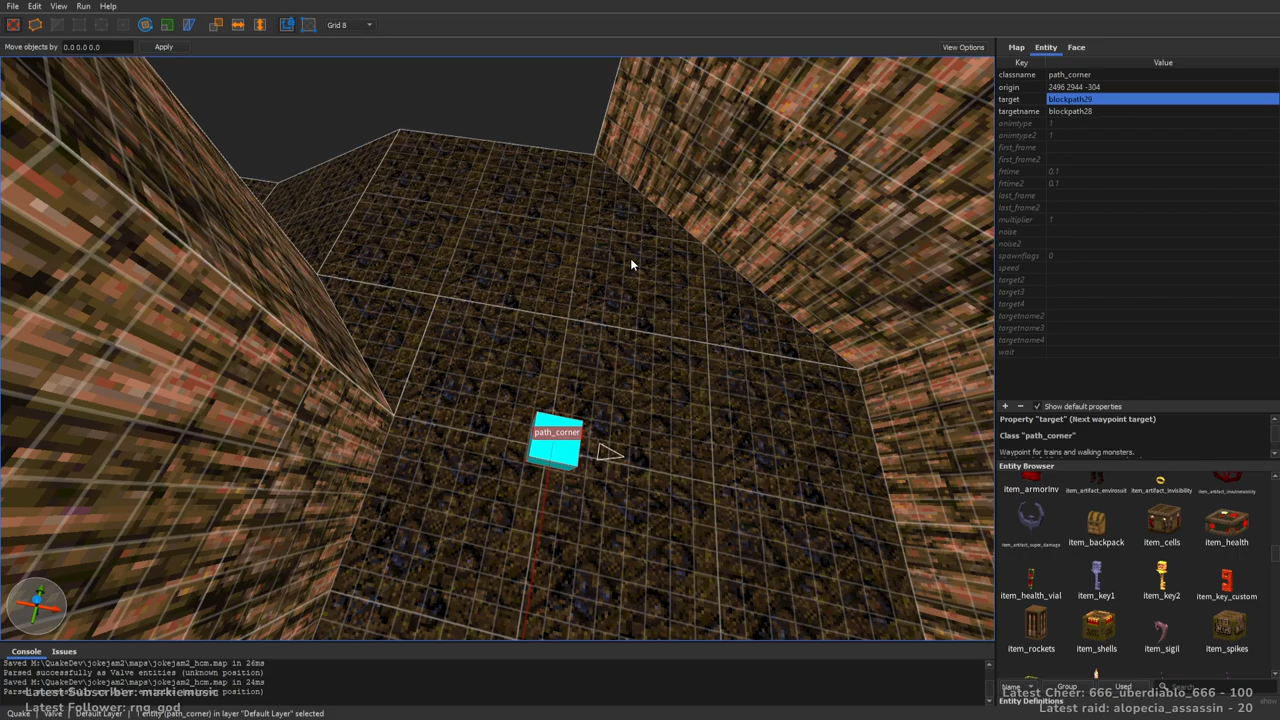 File Edit View Run Help
Grid 8
Move objects by 0.0 0.0 0.0 Apply View Options
Map Entity Face
Key Value
classname path_corner
origin 2496 2944 -304
target blockpath29
targetname blockpath28
animtype 1
animtype2 1
first_frame
first_frame2
frtime 0.1
frtime2 0.1
last_frame
last_frame2
multiplier 1
noise
noise2
spawnflags 0
speed
target2
target3
target4
targetname2
targetname3
targetname4
wait
path_corner
+ − Show default properties
Property "target" (Next waypoint target)
Class "path_corner"
Waypoint for trains and walking monsters.
Entity Browser
item_armorInv item_artifact_envirosuit item_artifact_invisibility item_artifact_invulnerability
item_artifact_super_damage item_backpack item_cells item_health
item_health_vial item_key1 item_key2 item_key_custom
item_rockets item_shells item_sigil item_spikes
Name Group Used Search
Entity Definitions
Console Issues
Saved M:\QuakeDev\jokejam2\maps\jokejam2_hcm.map in 26ms
Parsed successfully as Valve entities (unknown position)
Saved M:\QuakeDev\jokejam2\maps\jokejam2_hcm.map in 24ms
Latest Subscriber: markiemusic
Latest Follower: rng_god
Latest Cheer: 666_uberdiablo_666 - 100
Latest raid: alopecia_assassin - 20
Quake Valve Default Layer 1 entity (path_corner) in layer "Default Layer" selected